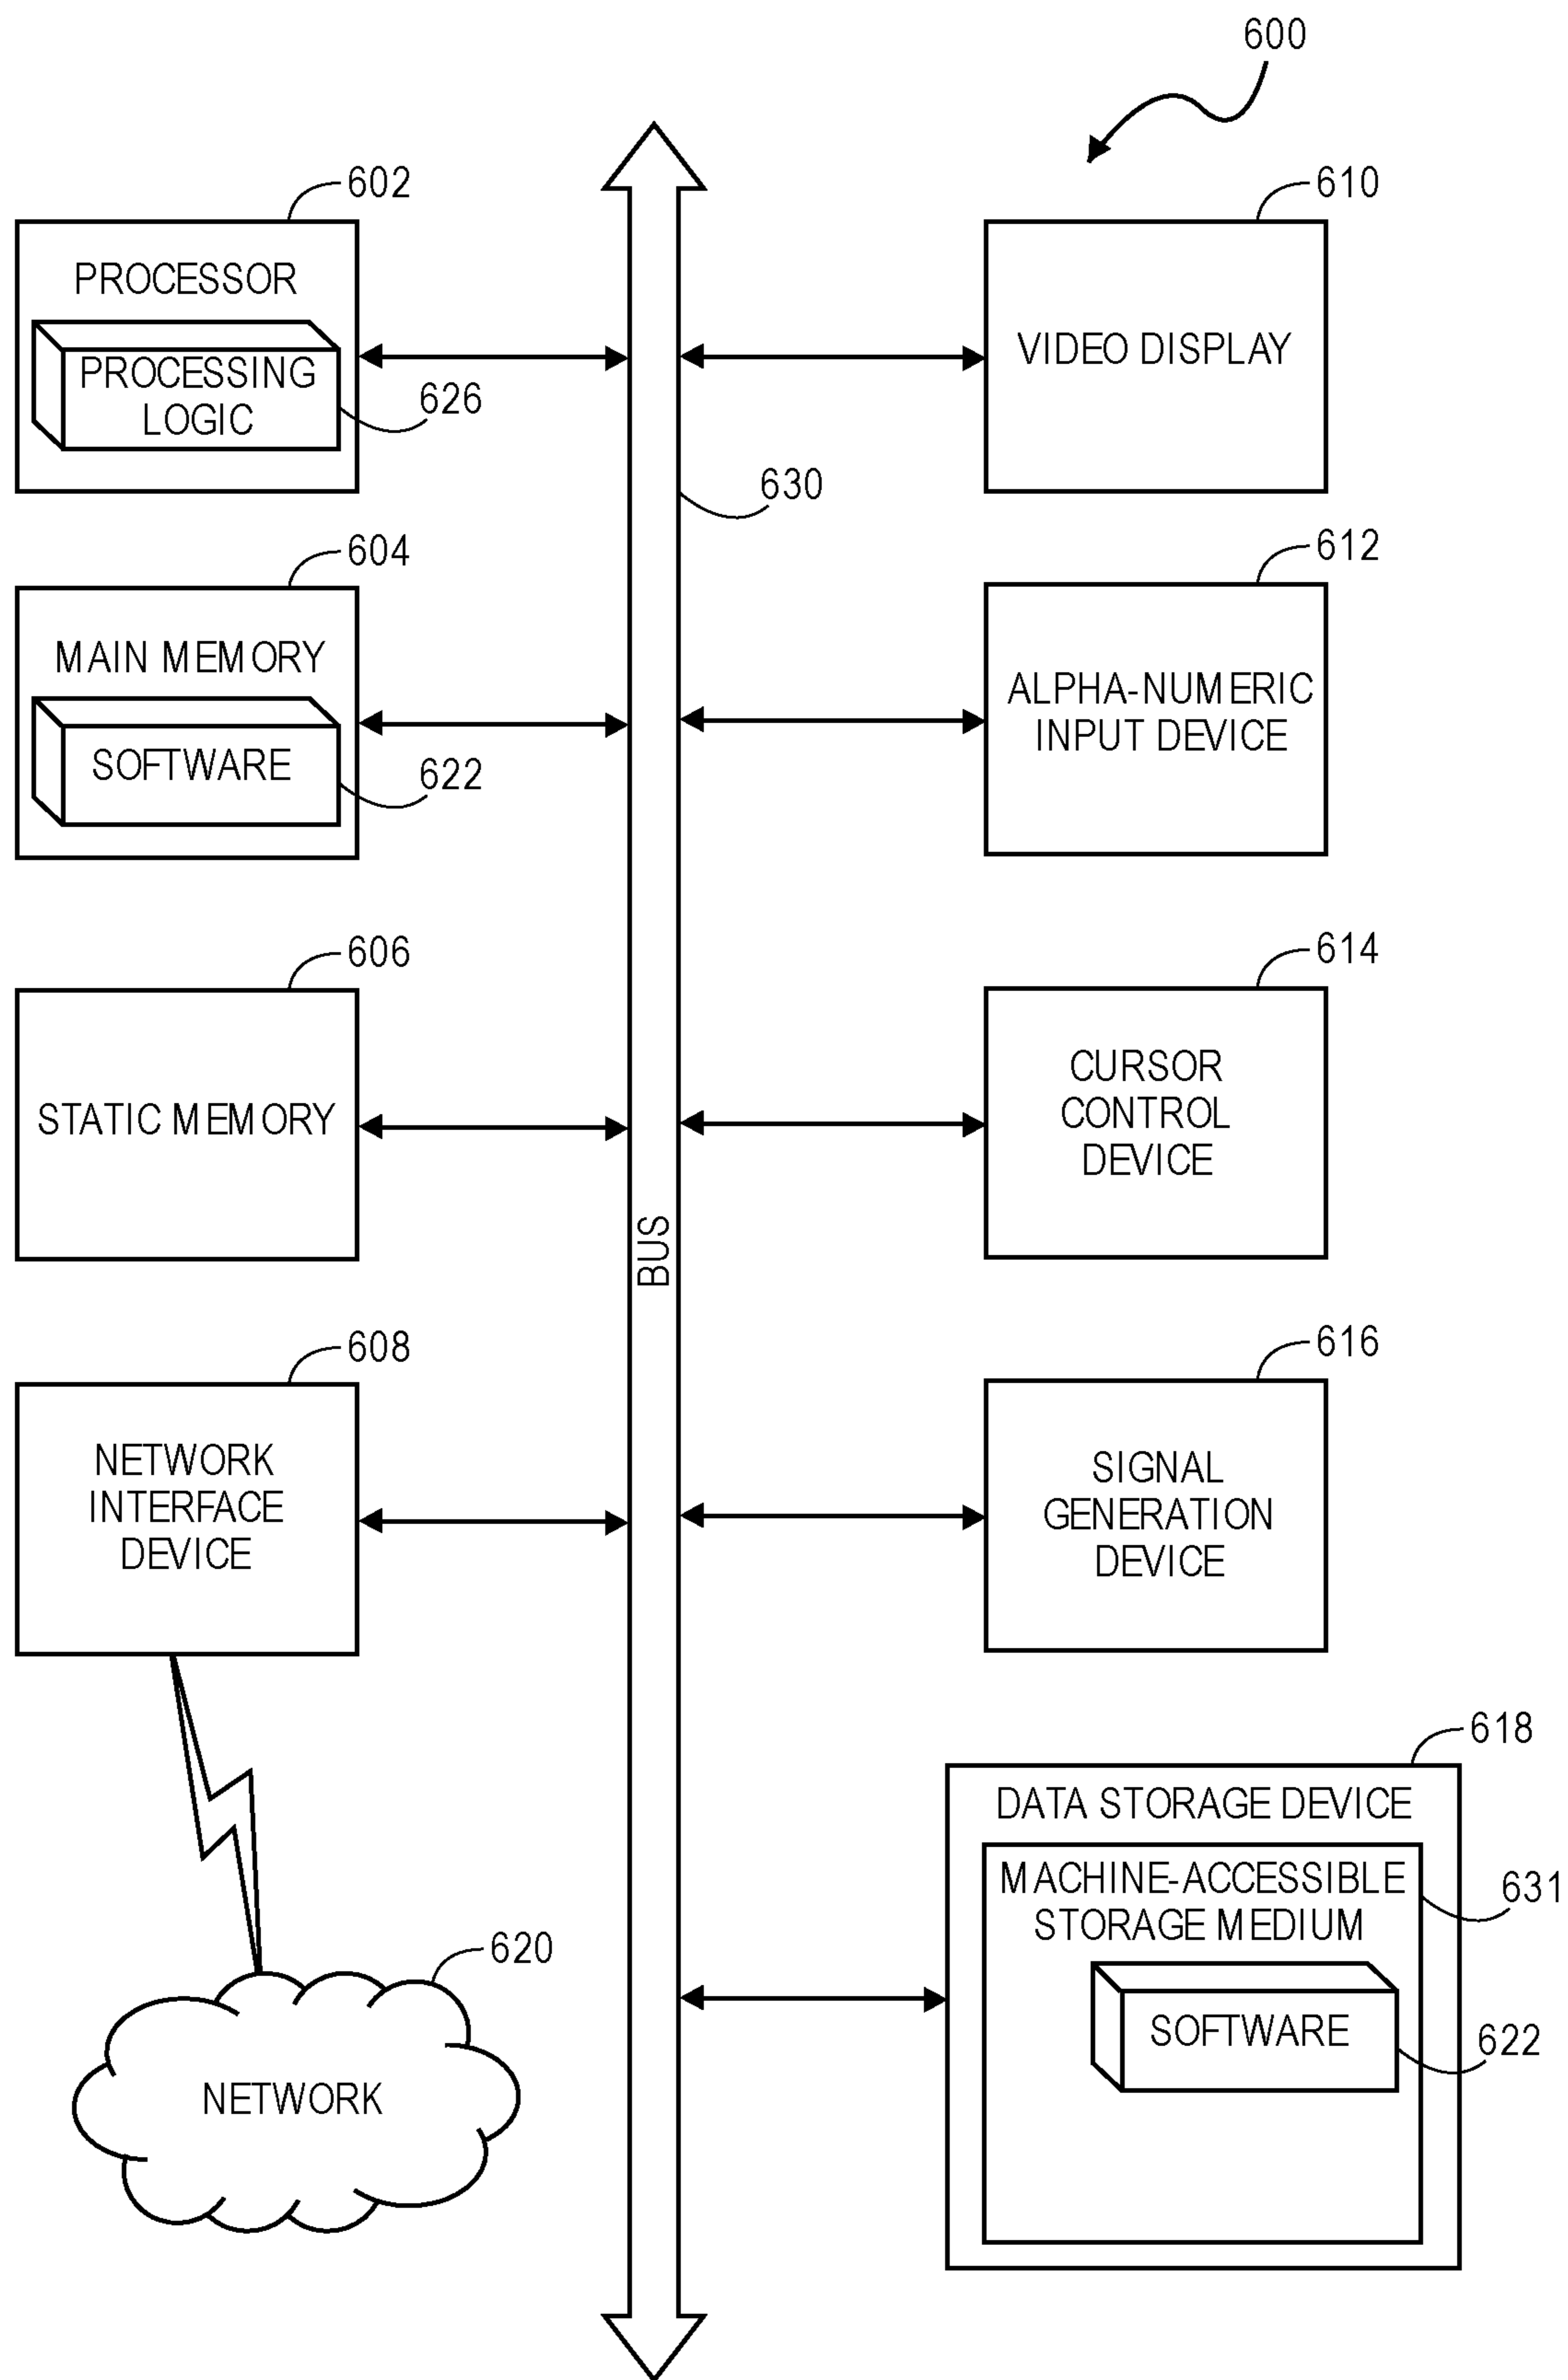 600
602
PROCESSOR
PROCESSING
LOGIC
626
610
VIDEO DISPLAY
630
604
MAIN MEMORY
SOFTWARE
622
612
ALPHA-NUMERIC
INPUT DEVICE
606
STATIC MEMORY
614
CURSOR
CONTROL
DEVICE
BUS
608
NETWORK
INTERFACE
DEVICE
616
SIGNAL
GENERATION
DEVICE
618
DATA STORAGE DEVICE
MACHINE-ACCESSIBLE
STORAGE MEDIUM
631
SOFTWARE
622
620
NETWORK